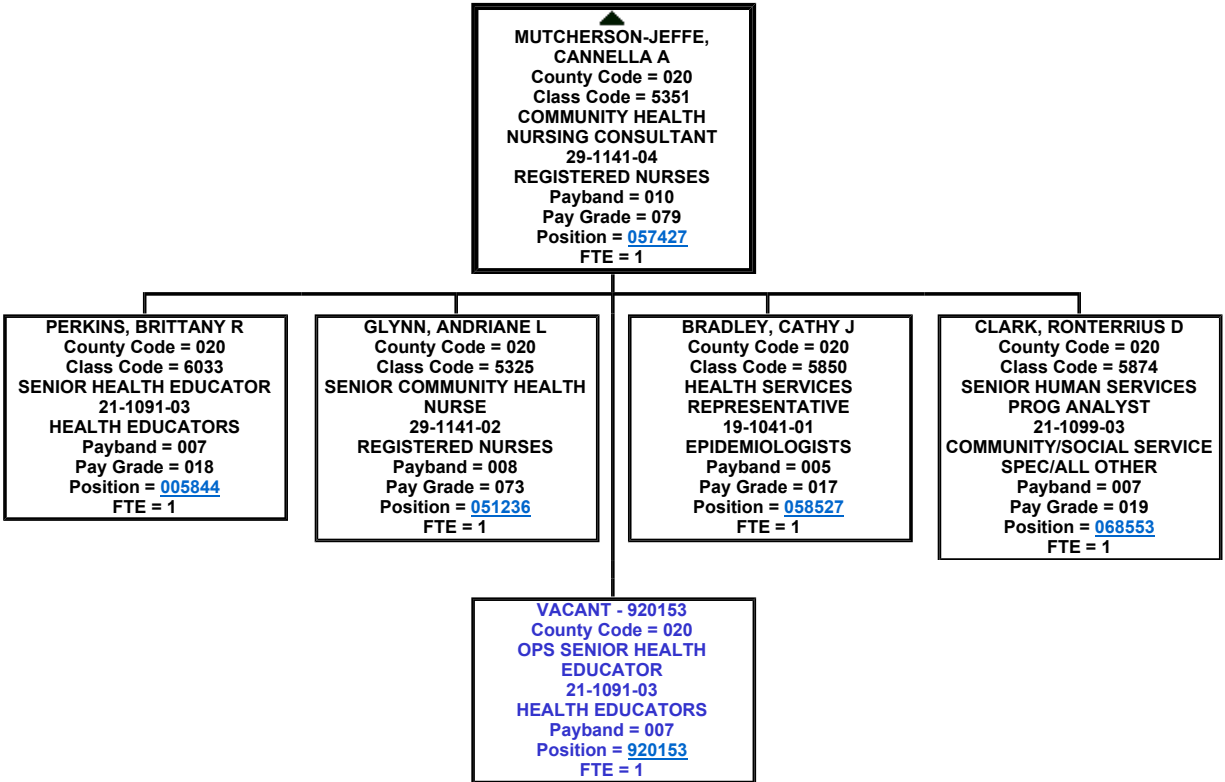 MUTCHERSON-JEFFE,
CANNELLA A
County Code = 020
Class Code = 5351
COMMUNITY HEALTH
NURSING CONSULTANT
29-1141-04
REGISTERED NURSES
Payband = 010
Pay Grade = 079
Position = 057427
FTE = 1
PERKINS, BRITTANY R
County Code = 020
Class Code = 6033
SENIOR HEALTH EDUCATOR
21-1091-03
HEALTH EDUCATORS
Payband = 007
Pay Grade = 018
Position = 005844
FTE = 1
GLYNN, ANDRIANE L
County Code = 020
Class Code = 5325
SENIOR COMMUNITY HEALTH
NURSE
29-1141-02
REGISTERED NURSES
Payband = 008
Pay Grade = 073
Position = 051236
FTE = 1
BRADLEY, CATHY J
County Code = 020
Class Code = 5850
HEALTH SERVICES
REPRESENTATIVE
19-1041-01
EPIDEMIOLOGISTS
Payband = 005
Pay Grade = 017
Position = 058527
FTE = 1
CLARK, RONTERRIUS D
County Code = 020
Class Code = 5874
SENIOR HUMAN SERVICES
PROG ANALYST
21-1099-03
COMMUNITY/SOCIAL SERVICE
SPEC/ALL OTHER
Payband = 007
Pay Grade = 019
Position = 068553
FTE = 1
VACANT - 920153
County Code = 020
OPS SENIOR HEALTH
EDUCATOR
21-1091-03
HEALTH EDUCATORS
Payband = 007
Position = 920153
FTE = 1